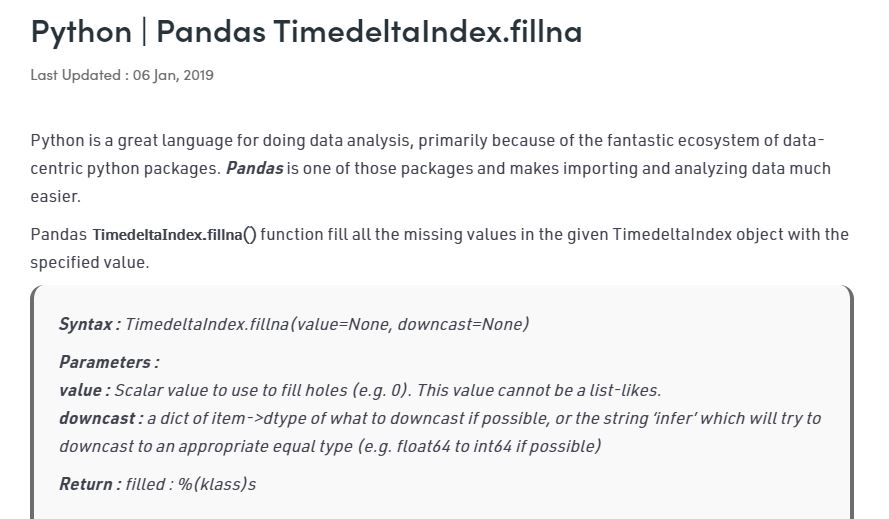 Python | Pandas TimedeltaIndex.fillna
Last Updated : 06 Jan, 2019
Python is a great language for doing data analysis, primarily because of the fantastic ecosystem of data-
centric python packages. Pandas is one of those packages and makes importing and analyzing data much
easier.
Pandas TimedeltaIndex.fillna() function fill all the missing values in the given TimedeltaIndex object with the
specified value.
Syntax : TimedeltaIndex.fillna(value=None, downcast=None)
Parameters :
value : Scalar value to use to fill holes (e.g. 0). This value cannot be a list-likes.
downcast : a dict of item->dtype of what to downcast if possible, or the string ‘infer’ which will try to
downcast to an appropriate equal type (e.g. float64 to int64 if possible)
Return : filled : %(klass)s